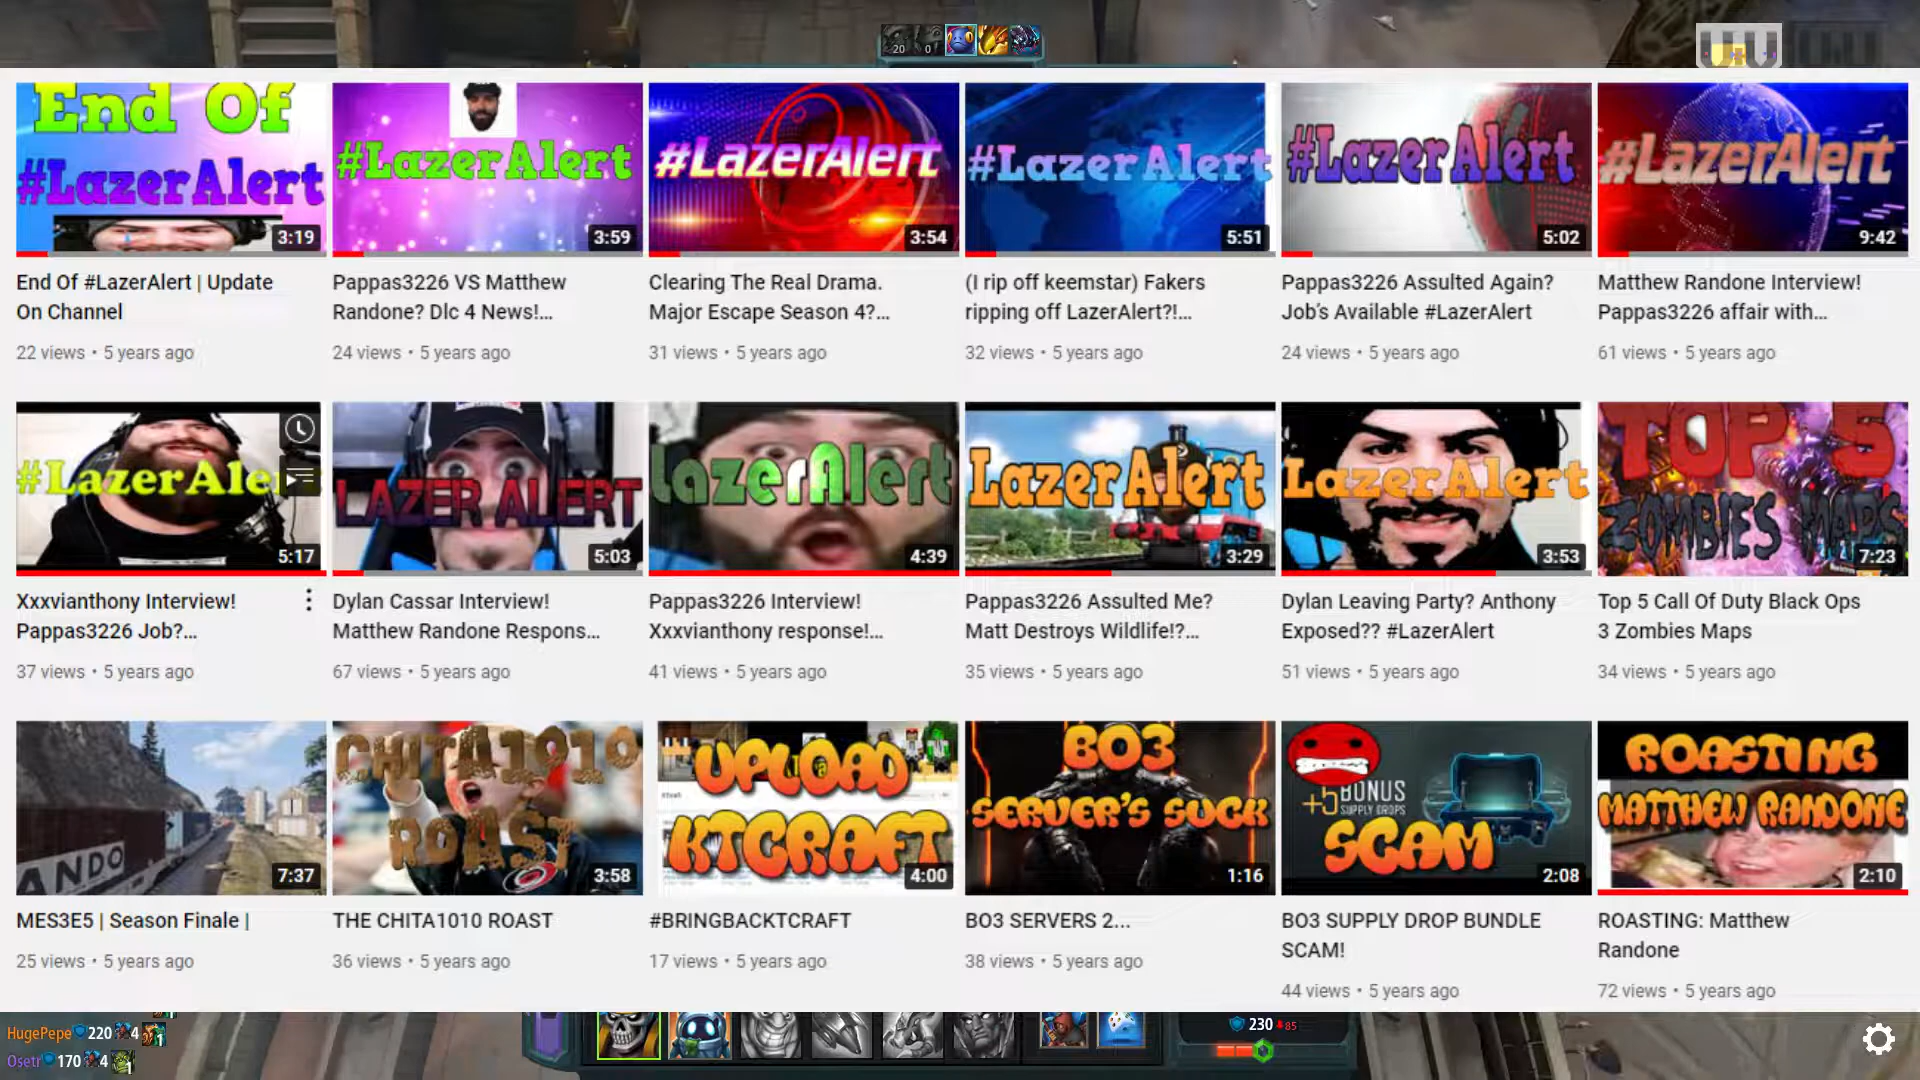 20
0
End Of
#LazerAlert
3:19
#LazerAlert
3:59
#LazerAlert
3:54
#LazerAlert
5:51
#LazerAlert
5:02
#LazerAlert
9:42
End Of #LazerAlert | Update
On Channel
22 views • 5 years ago
Pappas3226 VS Matthew
Randone? Dlc 4 News!...
24 views • 5 years ago
Clearing The Real Drama.
Major Escape Season 4?...
31 views • 5 years ago
(I rip off keemstar) Fakers
ripping off LazerAlert?!...
32 views • 5 years ago
Pappas3226 Assulted Again?
Job's Available #LazerAlert
24 views • 5 years ago
Matthew Randone Interview!
Pappas3226 affair with...
61 views • 5 years ago
#LazerAle
5:17
LAZER ALERT
5:03
LazerAlert
4:39
LazerAlert
3:29
LazerAlert
3:53
TOP 5
ZOMBIES MAPS
7:23
Xxxvianthony Interview!
Pappas3226 Job?...
37 views • 5 years ago
Dylan Cassar Interview!
Matthew Randone Respons...
67 views • 5 years ago
Pappas3226 Interview!
Xxxvianthony response!...
41 views • 5 years ago
Pappas3226 Assulted Me?
Matt Destroys Wildlife!?...
35 views • 5 years ago
Dylan Leaving Party? Anthony
Exposed?? #LazerAlert
51 views • 5 years ago
Top 5 Call Of Duty Black Ops
3 Zombies Maps
34 views • 5 years ago
ANDO
7:37
CHITA1010
ROAST
3:58
UPLOAD
KTCRAFT
4:00
BO3
SERVER'S SUCK
1:16
+5 BONUS
SUPPLY DROPS
SCAM
2:08
ROASTING
MATTHEW RANDONE
2:10
MES3E5 | Season Finale |
25 views • 5 years ago
THE CHITA1010 ROAST
36 views • 5 years ago
#BRINGBACKTCRAFT
17 views • 5 years ago
BO3 SERVERS 2...
38 views • 5 years ago
BO3 SUPPLY DROP BUNDLE
SCAM!
44 views • 5 years ago
ROASTING: Matthew
Randone
72 views • 5 years ago
HugePepe 220 4 1
Osetr 170 4 1
230 85